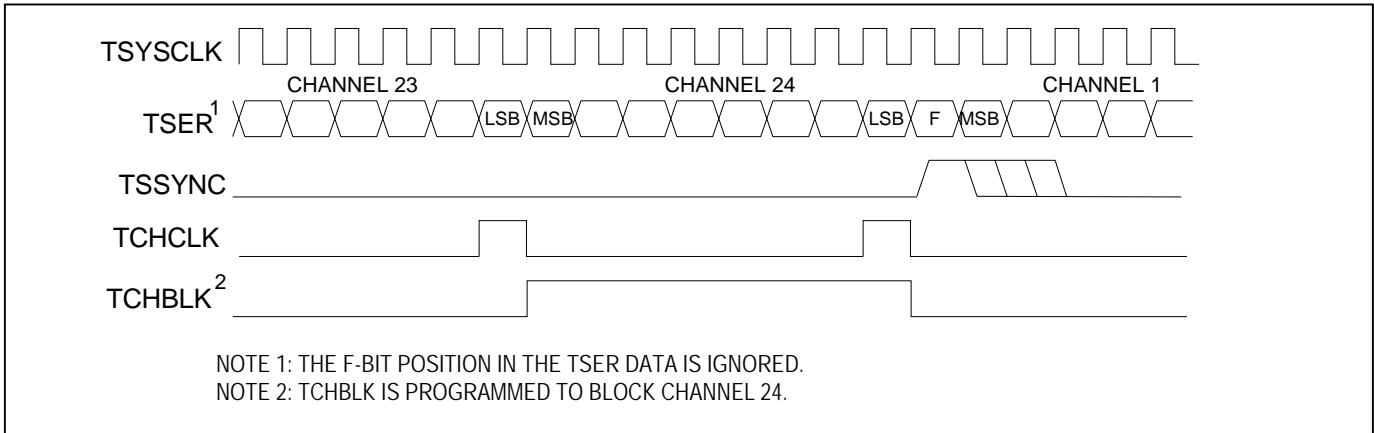 TSYSCLK
CHANNEL 23 CHANNEL 24 CHANNEL 1
TSER1 LSB MSB LSB F MSB
TSSYNC
TCHCLK
TCHBLK2
NOTE 1: THE F-BIT POSITION IN THE TSER DATA IS IGNORED.
NOTE 2: TCHBLK IS PROGRAMMED TO BLOCK CHANNEL 24.